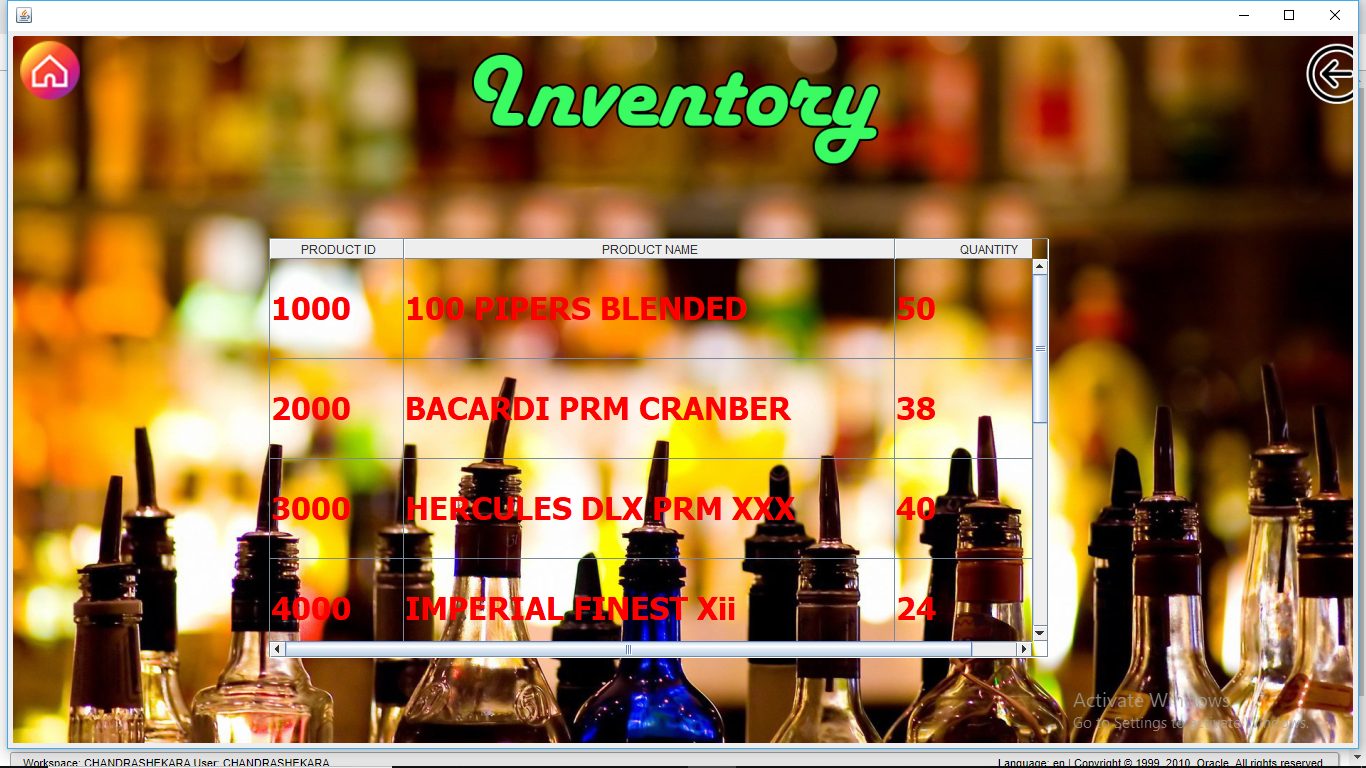 Inventory
PRODUCT ID PRODUCT NAME QUANTITY
1000 100 PIPERS BLENDED 50
2000 BACARDI PRM CRANBER 38
3000 HERCULES DLX PRM XXX 40
4000 IMPERIAL FINEST Xii 24
Activate Windows
Go to Settings to activate Windows.
Workspace: CHANDRASHEKARA User: CHANDRASHEKARA
Language: en | Copyright © 1999, 2010, Oracle. All rights reserved.